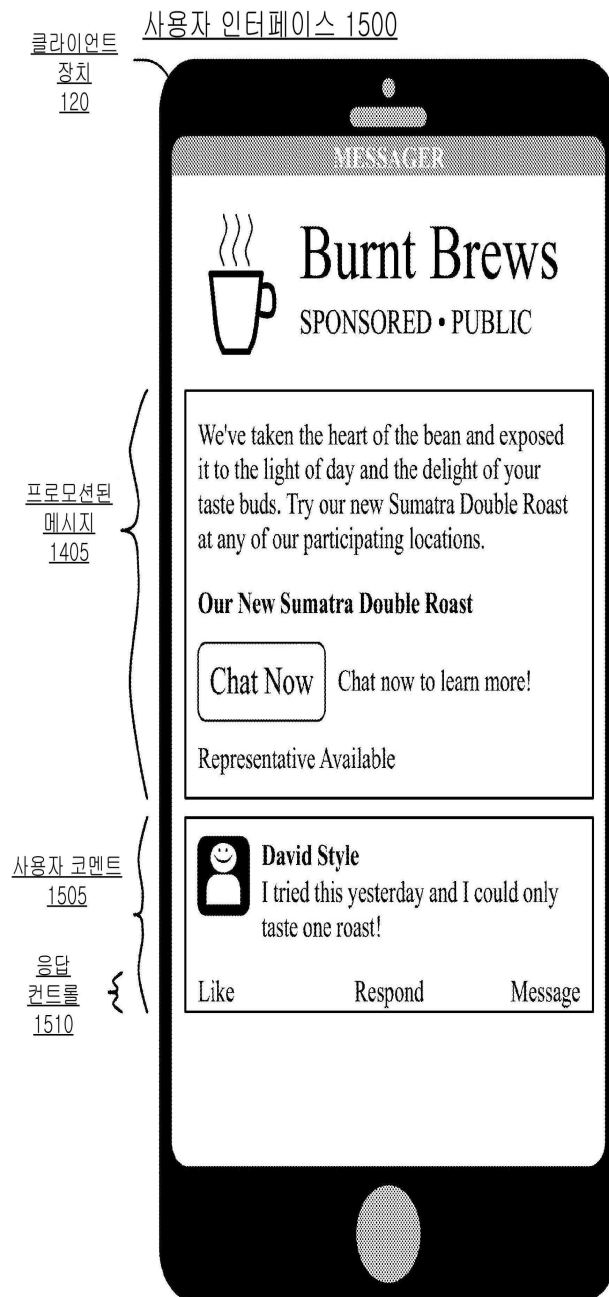 사용자 인터페이스 1500
클라이언트
장치
120
MESSAGER
Burnt Brews
SPONSORED • PUBLIC
프로모션된
메시지
1405
We've taken the heart of the bean and exposed
it to the light of day and the delight of your
taste buds. Try our new Sumatra Double Roast
at any of our participating locations.
Our New Sumatra Double Roast
Chat Now
Chat now to learn more!
Representative Available
사용자 코멘트
1505
David Style
I tried this yesterday and I could only
taste one roast!
응답
컨트롤
1510
Like Respond Message